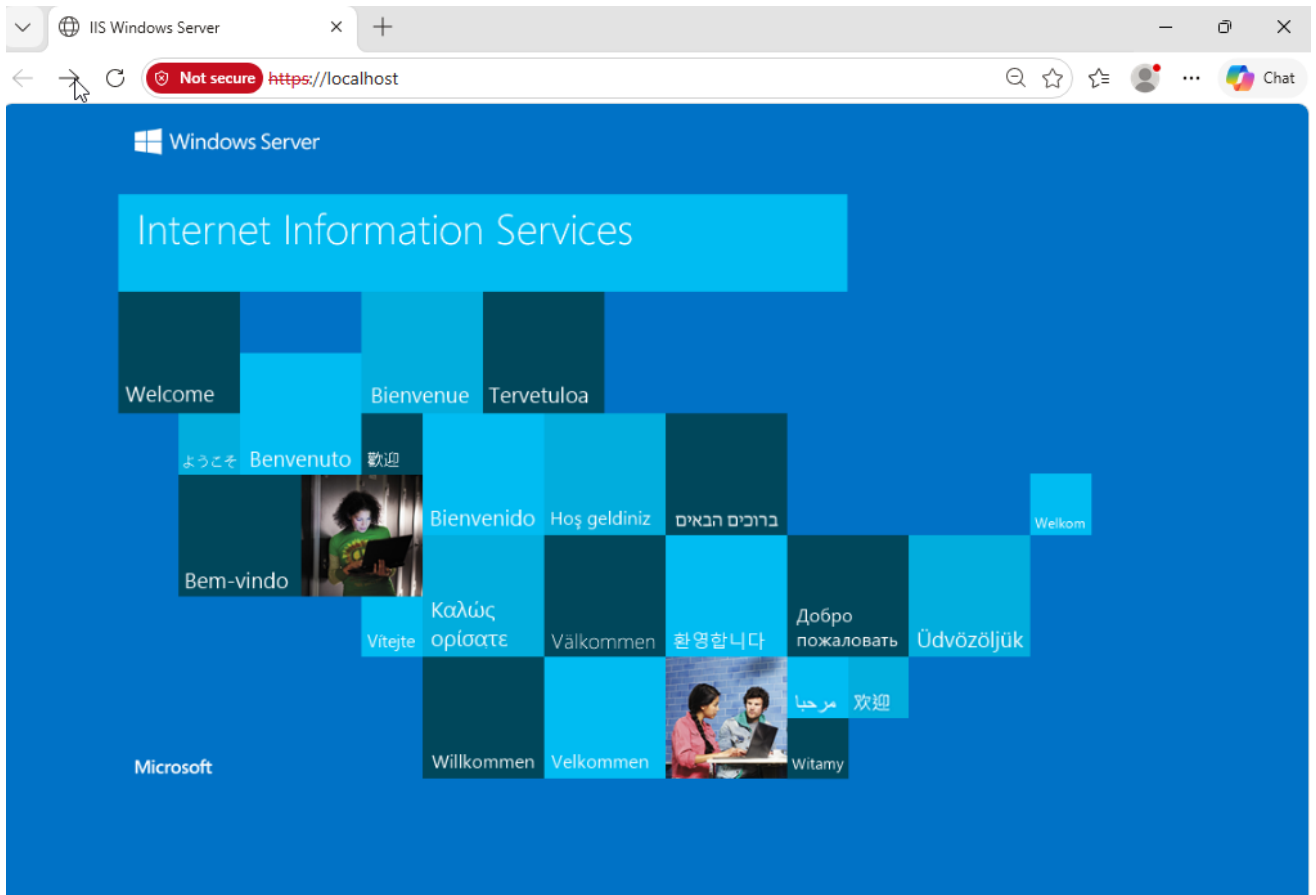 IIS Windows Server
Not secure https://localhost
Chat
Windows Server
Internet Information Services
Welcome
Bienvenue
Tervetuloa
ようこそ
Benvenuto
歡迎
Bienvenido
Hoş geldiniz
ברוכים הבאים
Welkom
Bem-vindo
Vítejte
Καλώς
ορίσατε
Välkommen
환영합니다
Добро
пожаловать
Üdvözöljük
مرحبا
欢迎
Willkommen
Velkommen
Witamy
Microsoft